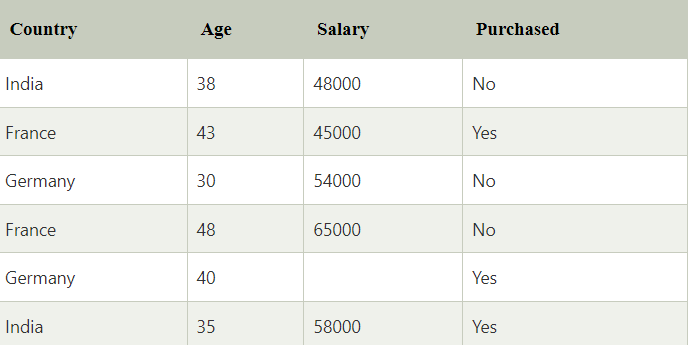 Country Age Salary Purchased
India 38 48000 No
France 43 45000 Yes
Germany 30 54000 No
France 48 65000 No
Germany 40 Yes
India 35 58000 Yes